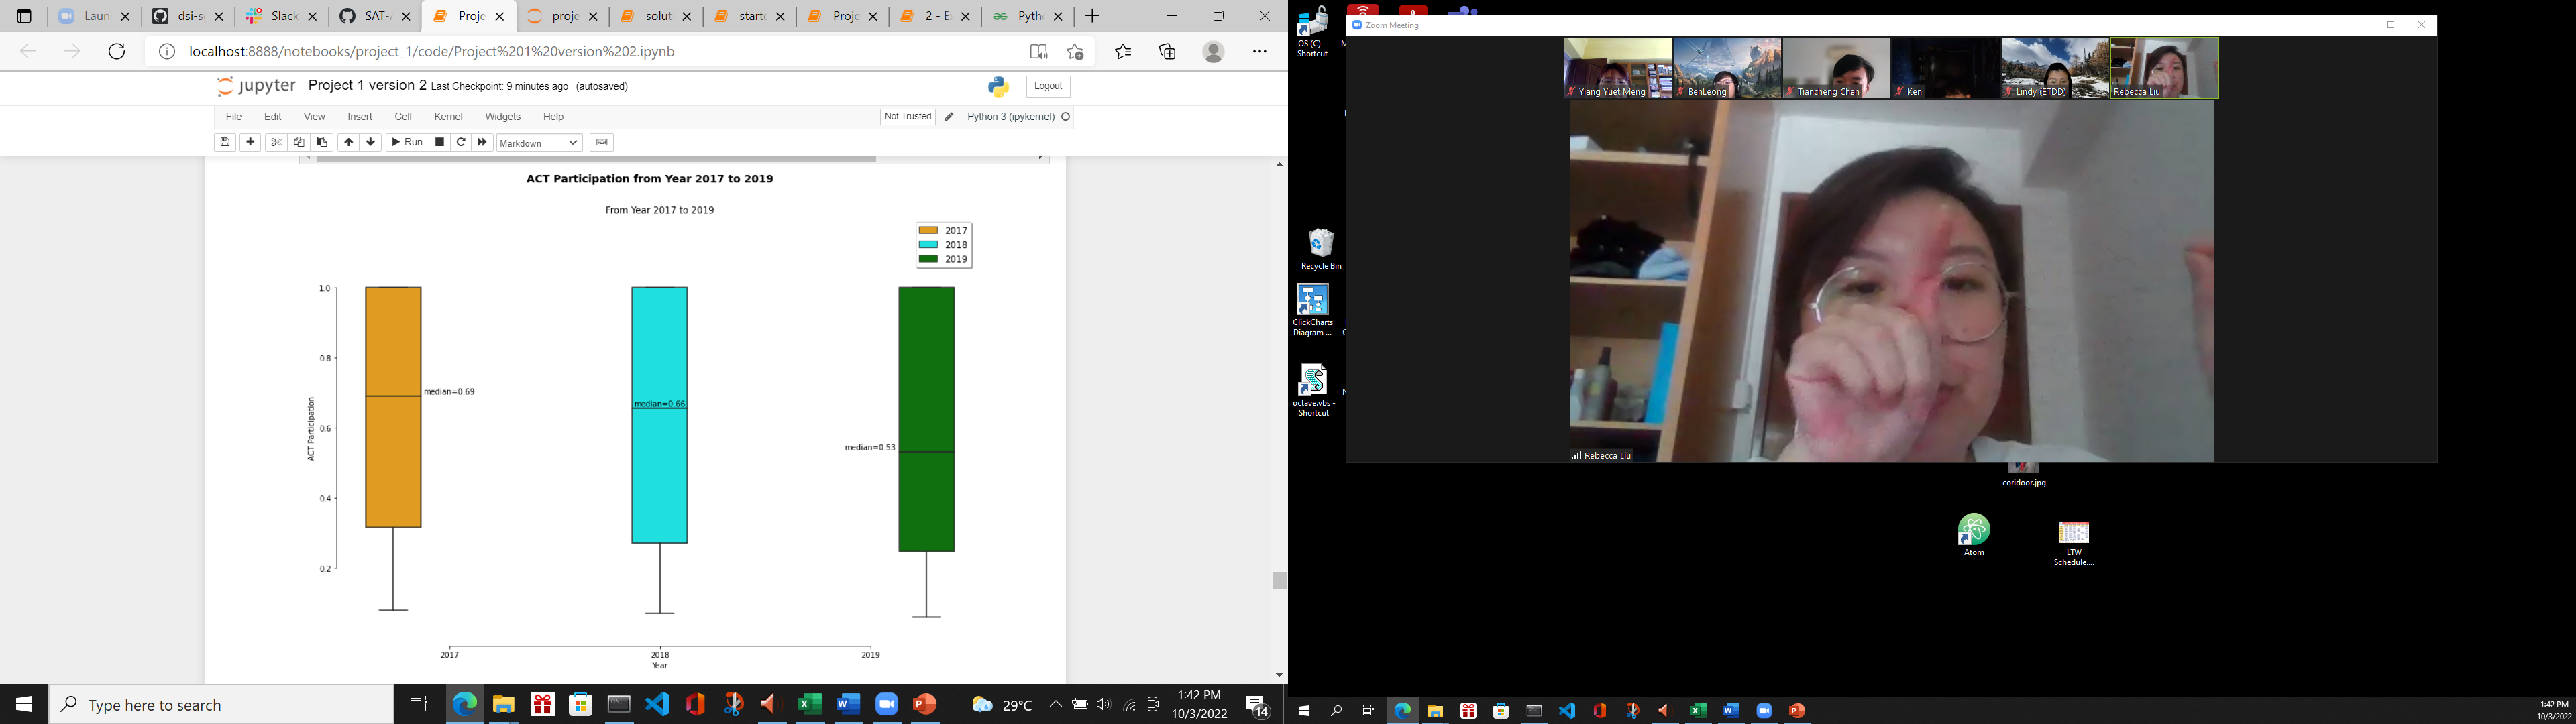 Laun
dsi-s
Slack
SAT-
Proje
proje
solut
starte
Proje
2 - E
Pytho
localhost:8888/notebooks/project_1/code/Project%201%20version%202.ipynb
jupyter Project 1 version 2 Last Checkpoint: 9 minutes ago (autosaved)
Logout
File Edit View Insert Cell Kernel Widgets Help
Not Trusted
Python 3 (ipykernel)
Run
Markdown
ACT Participation from Year 2017 to 2019
From Year 2017 to 2019
2017
2018
2019
1.0
0.8
0.6
0.4
0.2
ACT Participation
median=0.69
median=0.66
median=0.53
2017 2018 2019
Year
Type here to search
29°C
1:42 PM
10/3/2022
14
OS (C) -
Shortcut
Recycle Bin
ClickCharts
Diagram ...
octave.vbs -
Shortcut
Zoom Meeting
Yiang Yuet Meng
BenLeong
Tiancheng Chen
Ken
Lindy (ETDD)
Rebecca Liu
Rebecca Liu
coridoor.jpg
Atom
LTW
Schedule....
1:42 PM
10/3/2022